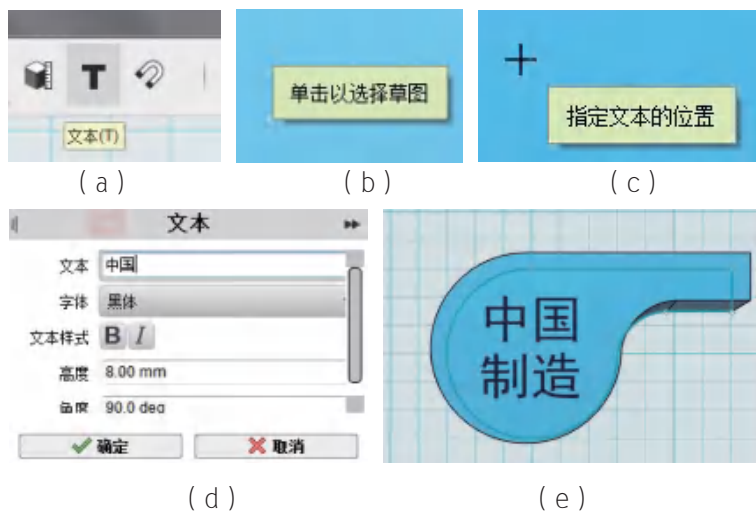 T
文本(T)
单击以选择草图
指定文本的位置
(a)
(b)
(c)
文本
文本 中国
字体 黑体
文本样式 B I
高度 8.00 mm
角度 90.0 deg
确定 取消
中国
制造
(d)
(e)